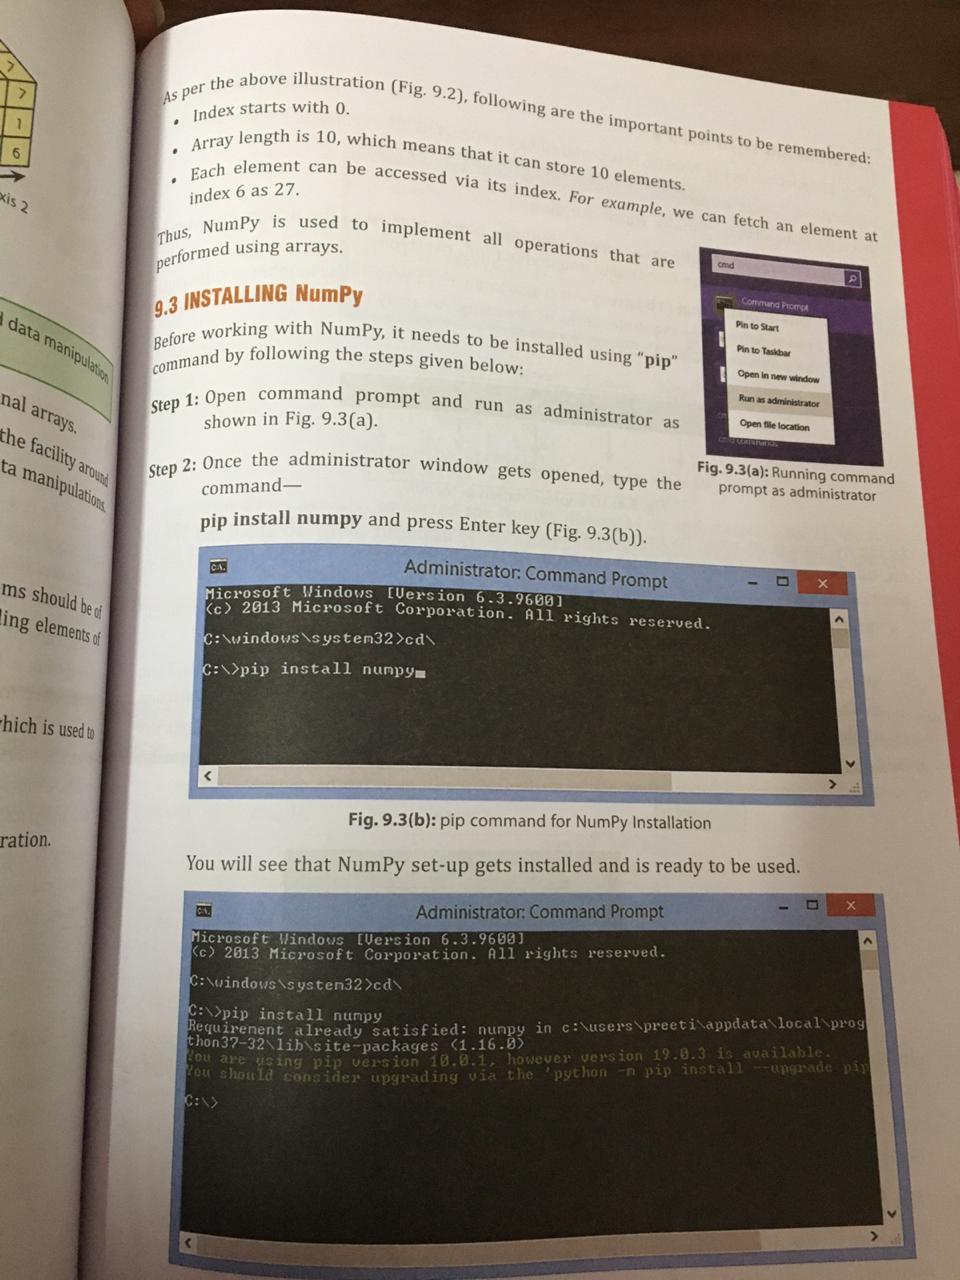 7
7
1
6
xis 2
data manipulation
nal arrays.
the facility around
ta manipulations.
ms should be of
ling elements of
hich is used to
ration.
As per the above illustration (Fig. 9.2), following are the important points to be remembered:
• Index starts with 0.
• Array length is 10, which means that it can store 10 elements.
• Each element can be accessed via its index. For example, we can fetch an element at
index 6 as 27.
Thus, NumPy is used to implement all operations that are
performed using arrays.
9.3 INSTALLING NumPy
Before working with NumPy, it needs to be installed using “pip”
command by following the steps given below:
Step 1: Open command prompt and run as administrator as
shown in Fig. 9.3(a).
Step 2: Once the administrator window gets opened, type the
command—
pip install numpy and press Enter key (Fig. 9.3(b)).
cmd
Command Prompt
Pin to Start
Pin to Taskbar
Open in new window
Run as administrator
Open file location
cmd commands
Fig. 9.3(a): Running command
prompt as administrator
C:\.
Administrator: Command Prompt
Microsoft Windows [Version 6.3.9600]
(c) 2013 Microsoft Corporation. All rights reserved.
C:\windows\system32>cd\
C:\>pip install numpy
Fig. 9.3(b): pip command for NumPy Installation
You will see that NumPy set-up gets installed and is ready to be used.
C:\.
Administrator: Command Prompt
Microsoft Windows [Version 6.3.9600]
(c) 2013 Microsoft Corporation. All rights reserved.
C:\windows\system32>cd\
C:\>pip install numpy
Requirement already satisfied: numpy in c:\users\preeti\appdata\local\prog
thon37-32\lib\site-packages (1.16.0)
You are using pip version 10.0.1, however version 19.0.3 is available.
You should consider upgrading via the 'python -m pip install --upgrade pip
C:\>